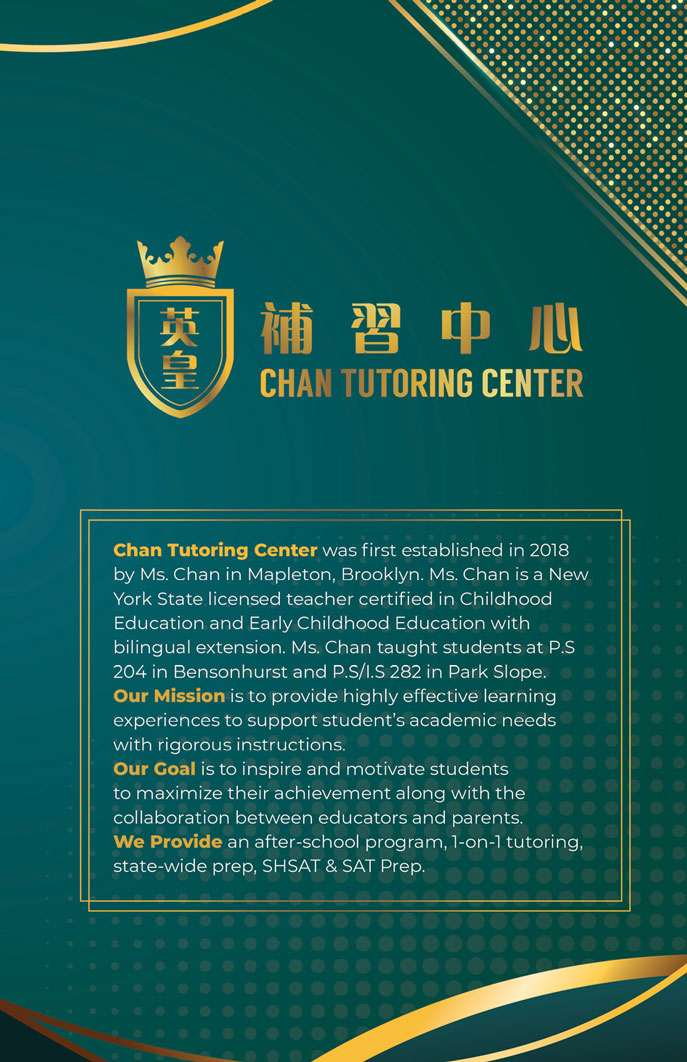 英皇
補習中心
CHAN TUTORING CENTER
Chan Tutoring Center was first established in 2018
by Ms. Chan in Mapleton, Brooklyn. Ms. Chan is a New
York State licensed teacher certified in Childhood
Education and Early Childhood Education with
bilingual extension. Ms. Chan taught students at P.S
204 in Bensonhurst and P.S/I.S 282 in Park Slope.
Our Mission is to provide highly effective learning
experiences to support student’s academic needs
with rigorous instructions.
Our Goal is to inspire and motivate students
to maximize their achievement along with the
collaboration between educators and parents.
We Provide an after-school program, 1-on-1 tutoring,
state-wide prep, SHSAT & SAT Prep.